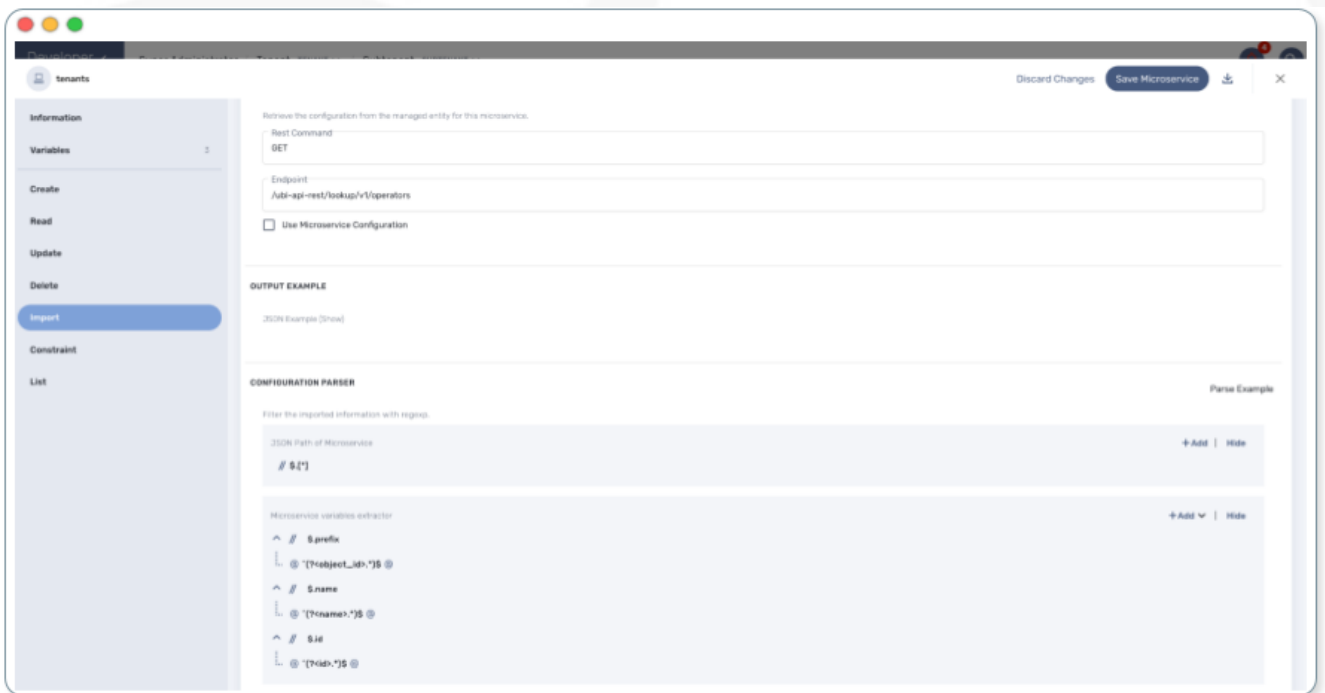 Developer
tenants
Discard Changes
Save Microservice
Information
Variables
Create
Read
Update
Delete
Import
Constraint
List
Retrieve the configuration from the managed entity for this microservice.
Rest Command
GET
Endpoint
/ubi-api-rest/lookup/v1/operators
Use Microservice Configuration
OUTPUT EXAMPLE
JSON Example (Show)
CONFIGURATION PARSER
Parse Example
Filter the imported information with regexp.
JSON Path of Microservice
+Add | Hide
// $.[*]
Microservice variables extractor
+Add | Hide
// $.prefix
@ ^(?<object_id>.*)$ @
// $.name
@ ^(?<name>.*)$ @
// $.id
@ ^(?<id>.*)$ @